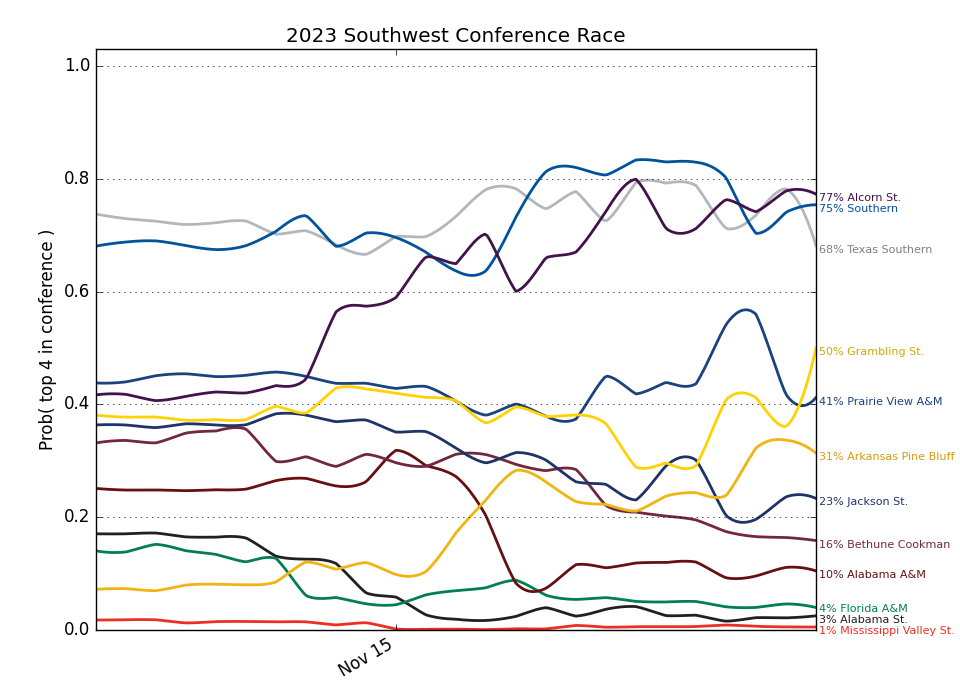 2023 Southwest Conference Race
Prob( top 4 in conference )
1.0
0.8
0.6
0.4
0.2
0.0
Nov 15
77% Alcorn St.
75% Southern
68% Texas Southern
50% Grambling St.
41% Prairie View A&M
31% Arkansas Pine Bluff
23% Jackson St.
16% Bethune Cookman
10% Alabama A&M
4% Florida A&M
3% Alabama St.
1% Mississippi Valley St.